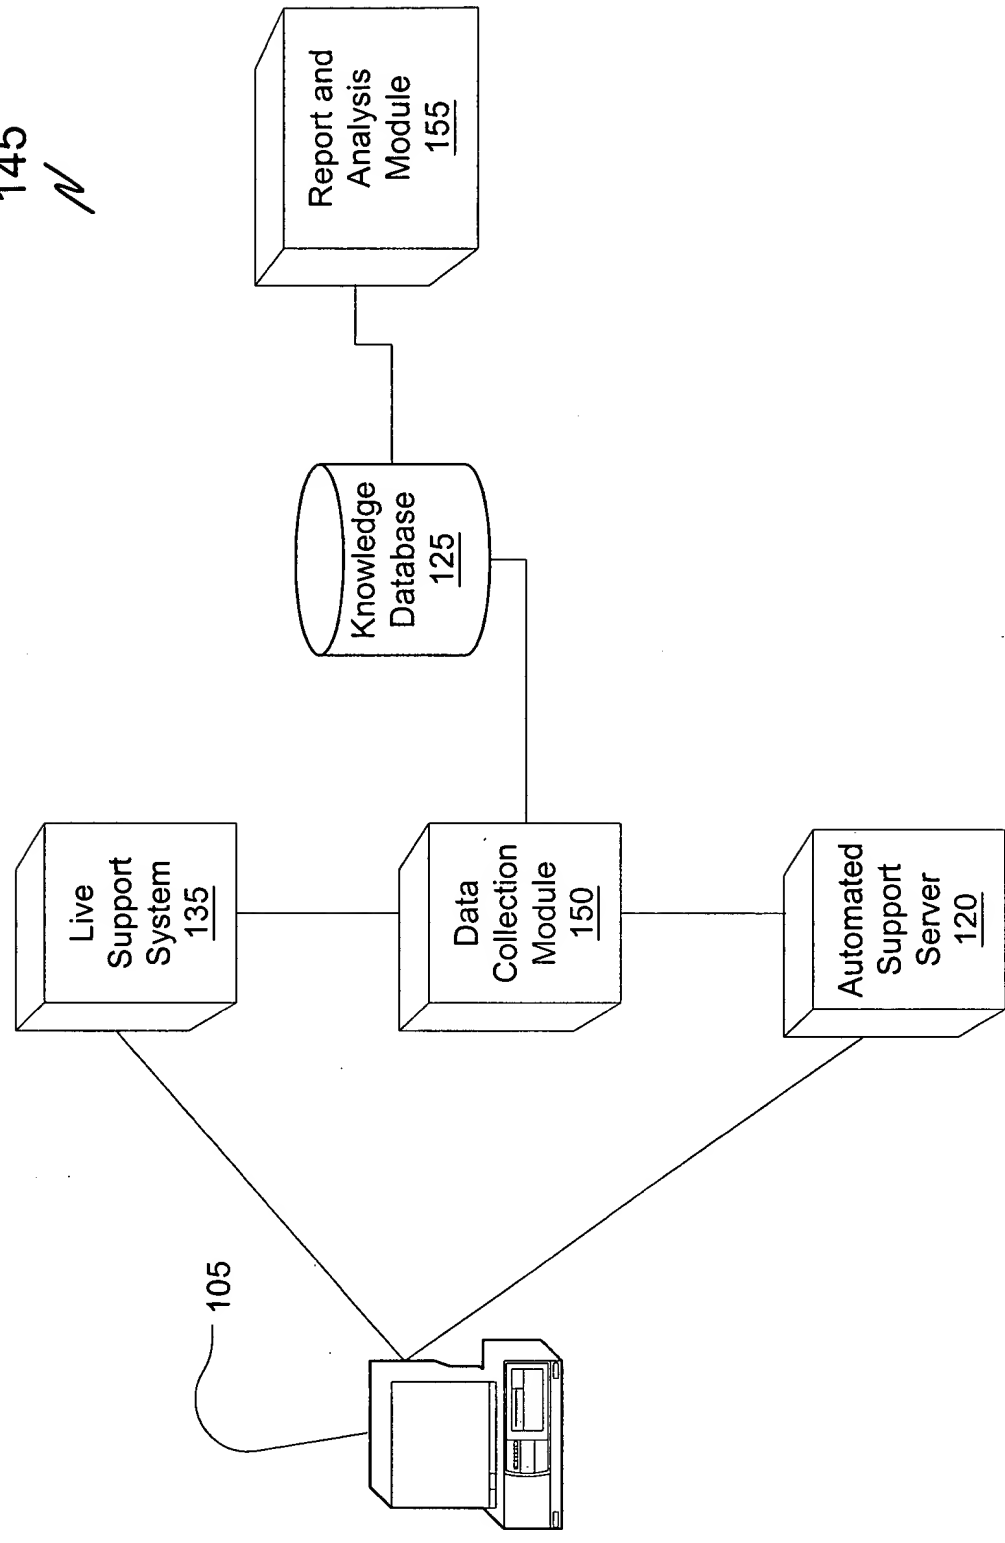 145
105
Live
Support
System
135
Data
Collection
Module
150
Automated
Support
Server
120
Knowledge
Database
125
Report and
Analysis
Module
155